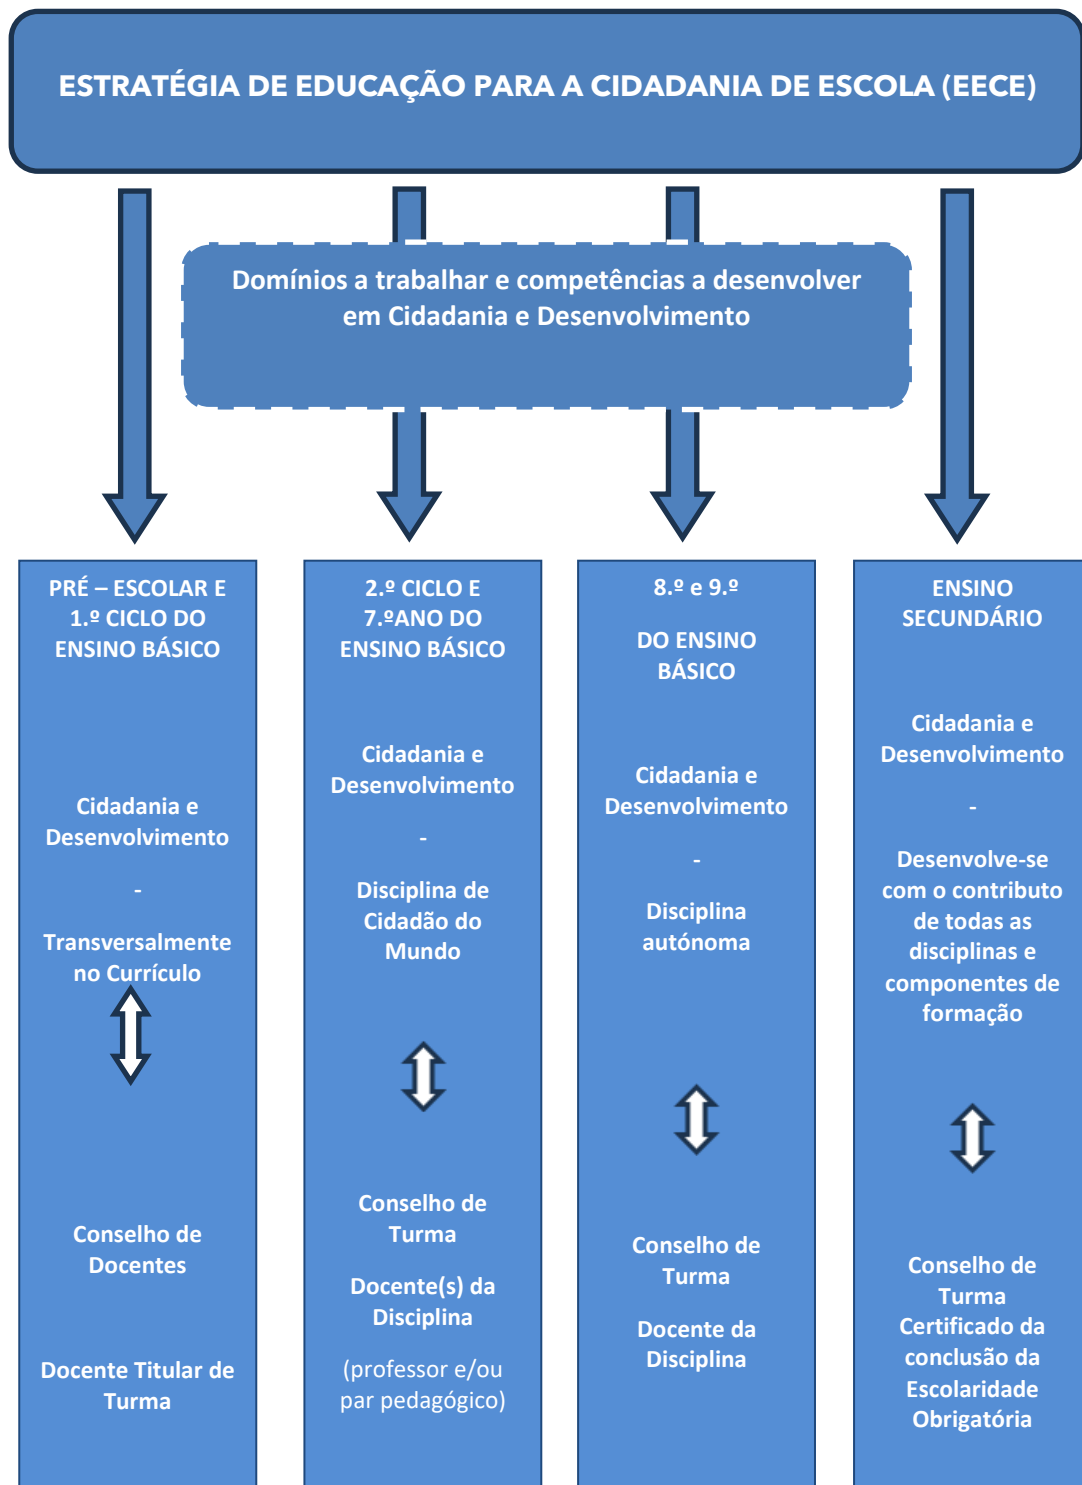 ESTRATÉGIA DE EDUCAÇÃO PARA A CIDADANIA DE ESCOLA (EECE)
Domínios a trabalhar e competências a desenvolver
em Cidadania e Desenvolvimento
PRÉ – ESCOLAR E
1.º CICLO DO
ENSINO BÁSICO
Cidadania e
Desenvolvimento
-
Transversalmente
no Currículo
Conselho de
Docentes
Docente Titular de
Turma
2.º CICLO E
7.ºANO DO
ENSINO BÁSICO
Cidadania e
Desenvolvimento
-
Disciplina de
Cidadão do
Mundo
Conselho de
Turma
Docente(s) da
Disciplina
(professor e/ou
par pedagógico)
8.º e 9.º
DO ENSINO
BÁSICO
Cidadania e
Desenvolvimento
-
Disciplina
autónoma
Conselho de
Turma
Docente da
Disciplina
ENSINO
SECUNDÁRIO
Cidadania e
Desenvolvimento
-
Desenvolve-se
com o contributo
de todas as
disciplinas e
componentes de
formação
Conselho de
Turma
Certificado da
conclusão da
Escolaridade
Obrigatória